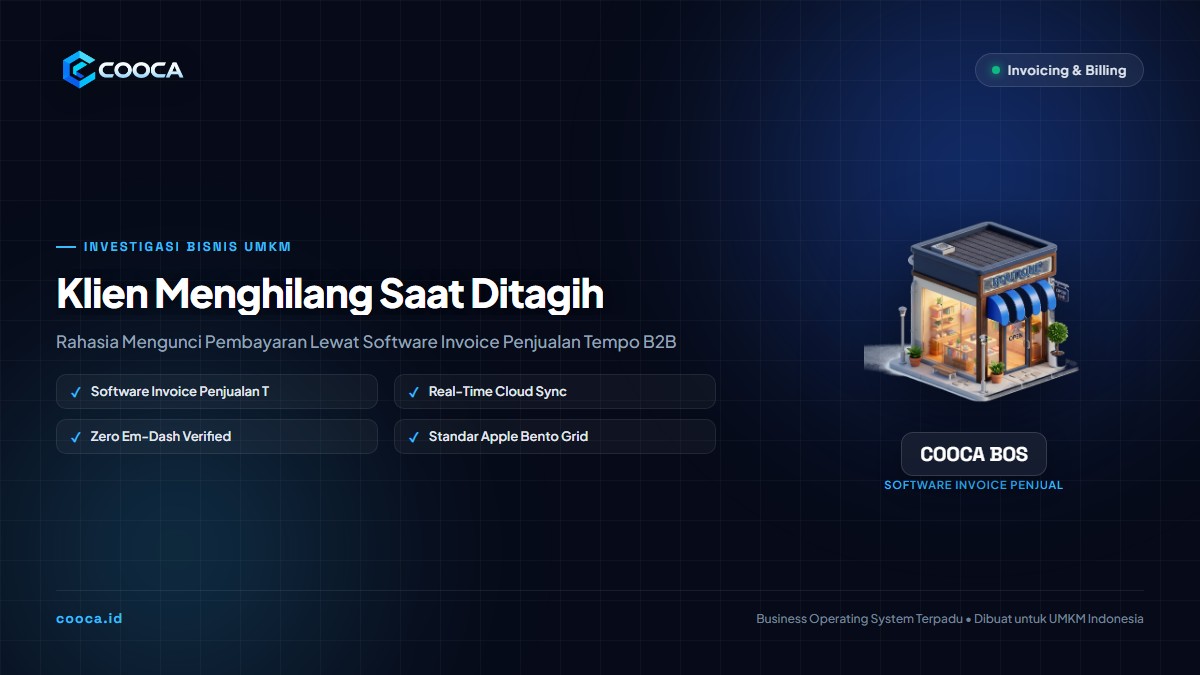 COOCA
Invoicing & Billing
INVESTIGASI BISNIS UMKM
Klien Menghilang Saat Ditagih
Rahasia Mengunci Pembayaran Lewat Software Invoice Penjualan Tempo B2B
✓ Software Invoice Penjualan T
✓ Real-Time Cloud Sync
✓ Zero Em-Dash Verified
✓ Standar Apple Bento Grid
OPEN
COOCA BOS
SOFTWARE INVOICE PENJUAL
cooca.id
Business Operating System Terpadu • Dibuat untuk UMKM Indonesia